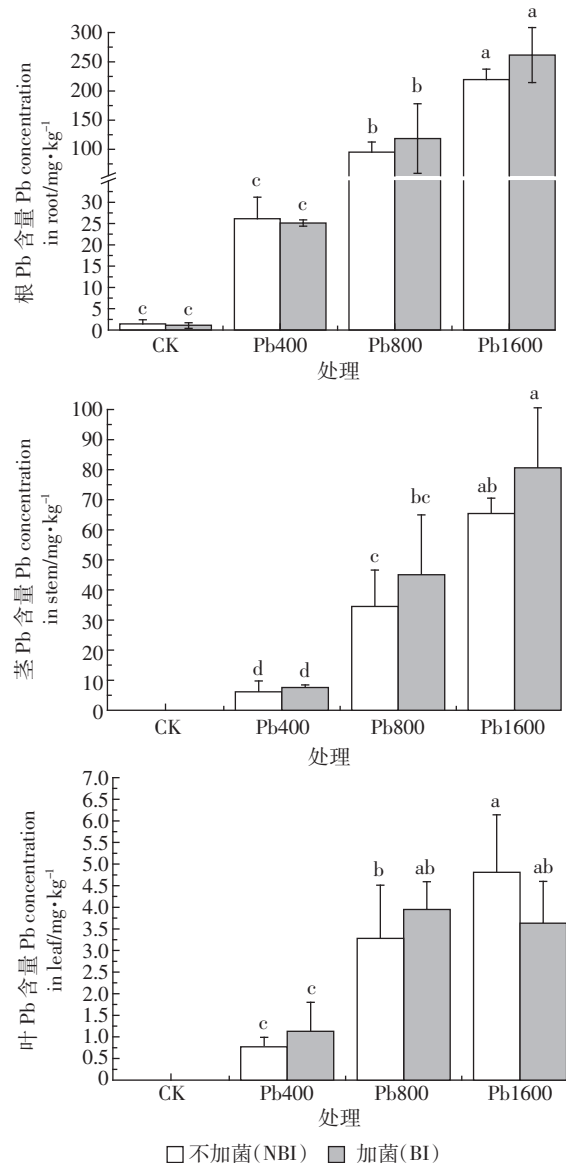 根 Pb 含量 Pb concentration
in root/mg·kg⁻¹
300
250
200
150
100
25
20
15
10
5
0
c
c
c
c
b
b
a
a
CK
Pb400
Pb800
Pb1600
处理
茎 Pb 含量 Pb concentration
in stem/mg·kg⁻¹
100
90
80
70
60
50
40
30
20
10
0
d
d
c
bc
ab
a
CK
Pb400
Pb800
Pb1600
处理
叶 Pb 含量 Pb concentration
in leaf/mg·kg⁻¹
7.0
6.5
6.0
5.5
5.0
4.5
4.0
3.5
3.0
2.5
2.0
1.5
1.0
0.5
0
c
c
b
ab
a
ab
CK
Pb400
Pb800
Pb1600
处理
不加菌(NBI) 加菌(BI)